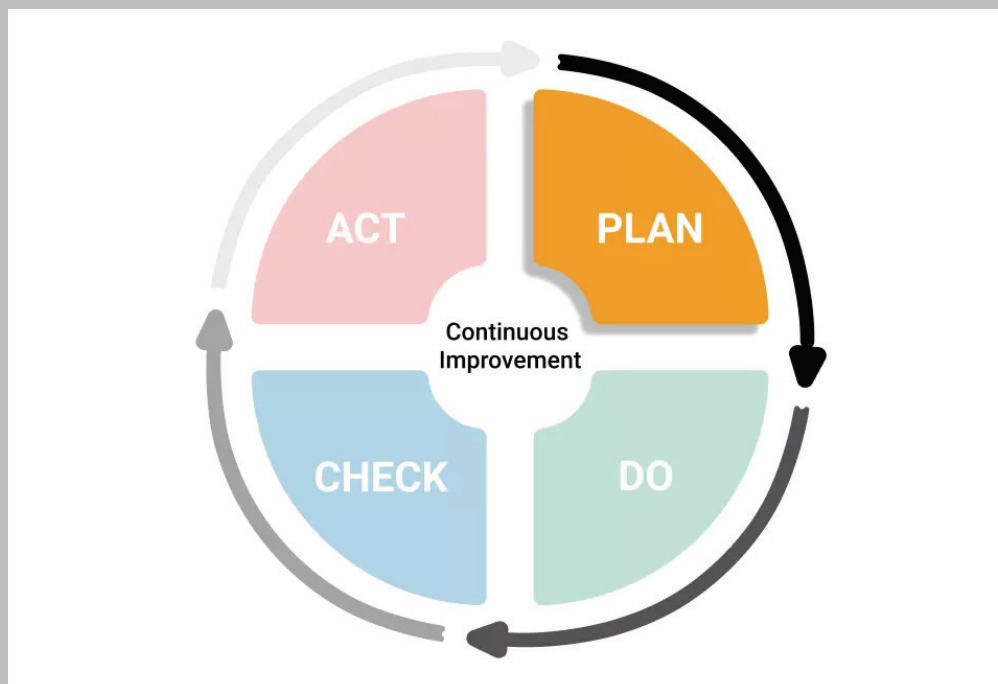 ACT
PLAN
Continuous
Improvement
CHECK
DO